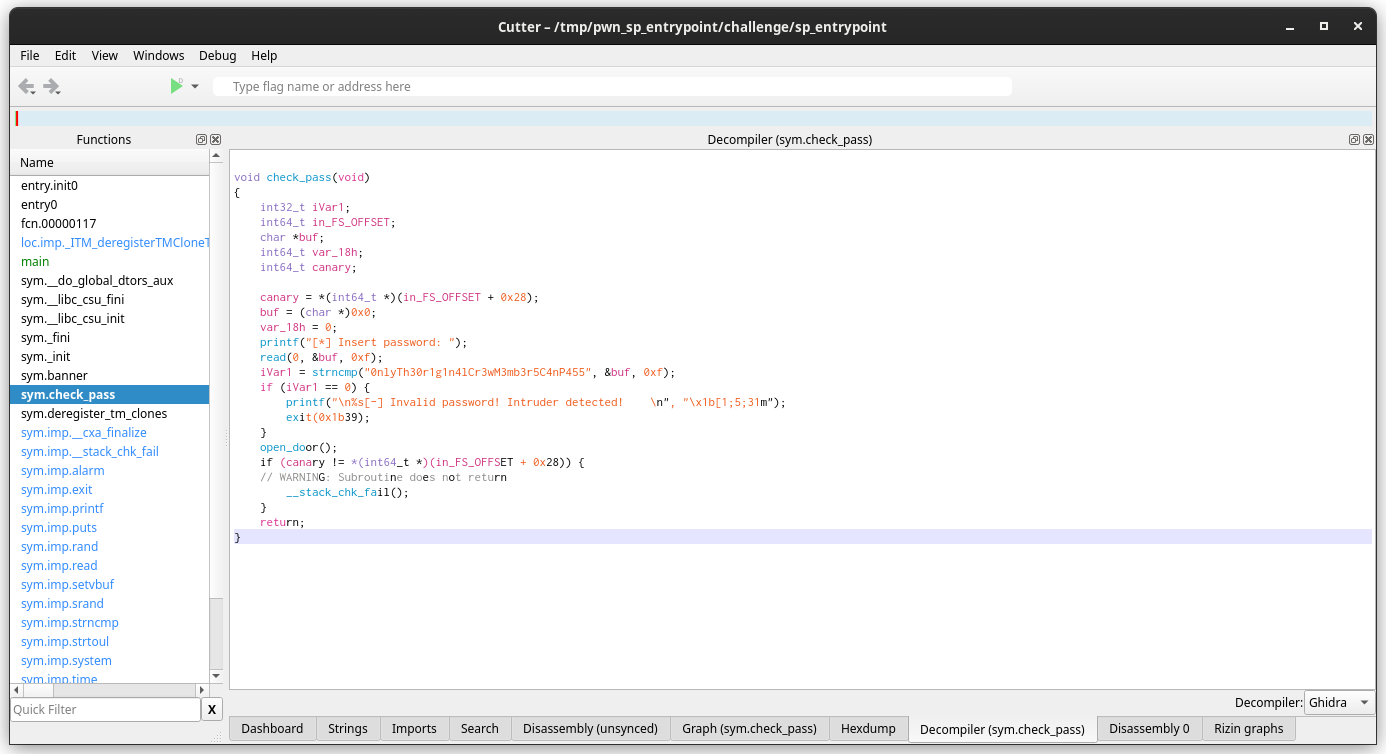 Cutter – /tmp/pwn_sp_entrypoint/challenge/sp_entrypoint
File Edit View Windows Debug Help
Type flag name or address here
Functions
Name
entry.init0
entry0
fcn.00000117
loc.imp._ITM_deregisterTMCloneT
main
sym.__do_global_dtors_aux
sym.__libc_csu_fini
sym.__libc_csu_init
sym._fini
sym._init
sym.banner
sym.check_pass
sym.deregister_tm_clones
sym.imp.__cxa_finalize
sym.imp.__stack_chk_fail
sym.imp.alarm
sym.imp.exit
sym.imp.printf
sym.imp.puts
sym.imp.rand
sym.imp.read
sym.imp.setvbuf
sym.imp.srand
sym.imp.strncmp
sym.imp.strtoul
sym.imp.system
sym.imp.time
Quick Filter
X
Decompiler (sym.check_pass)
void check_pass(void)
{
    int32_t iVar1;
    int64_t in_FS_OFFSET;
    char *buf;
    int64_t var_18h;
    int64_t canary;
    canary = *(int64_t *)(in_FS_OFFSET + 0x28);
    buf = (char *)0x0;
    var_18h = 0;
    printf("[*] Insert password: ");
    read(0, &buf, 0xf);
    iVar1 = strncmp("0nlyTh30r1g1n4lCr3wM3mb3r5C4nP455", &buf, 0xf);
    if (iVar1 == 0) {
        printf("\n%s[-] Invalid password! Intruder detected!    \n", "\x1b[1;5;31m");
        exit(0x1b39);
    }
    open_door();
    if (canary != *(int64_t *)(in_FS_OFFSET + 0x28)) {
    // WARNING: Subroutine does not return
        __stack_chk_fail();
    }
    return;
}
Decompiler: Ghidra
Dashboard Strings Imports Search Disassembly (unsynced) Graph (sym.check_pass) Hexdump Decompiler (sym.check_pass) Disassembly 0 Rizin graphs